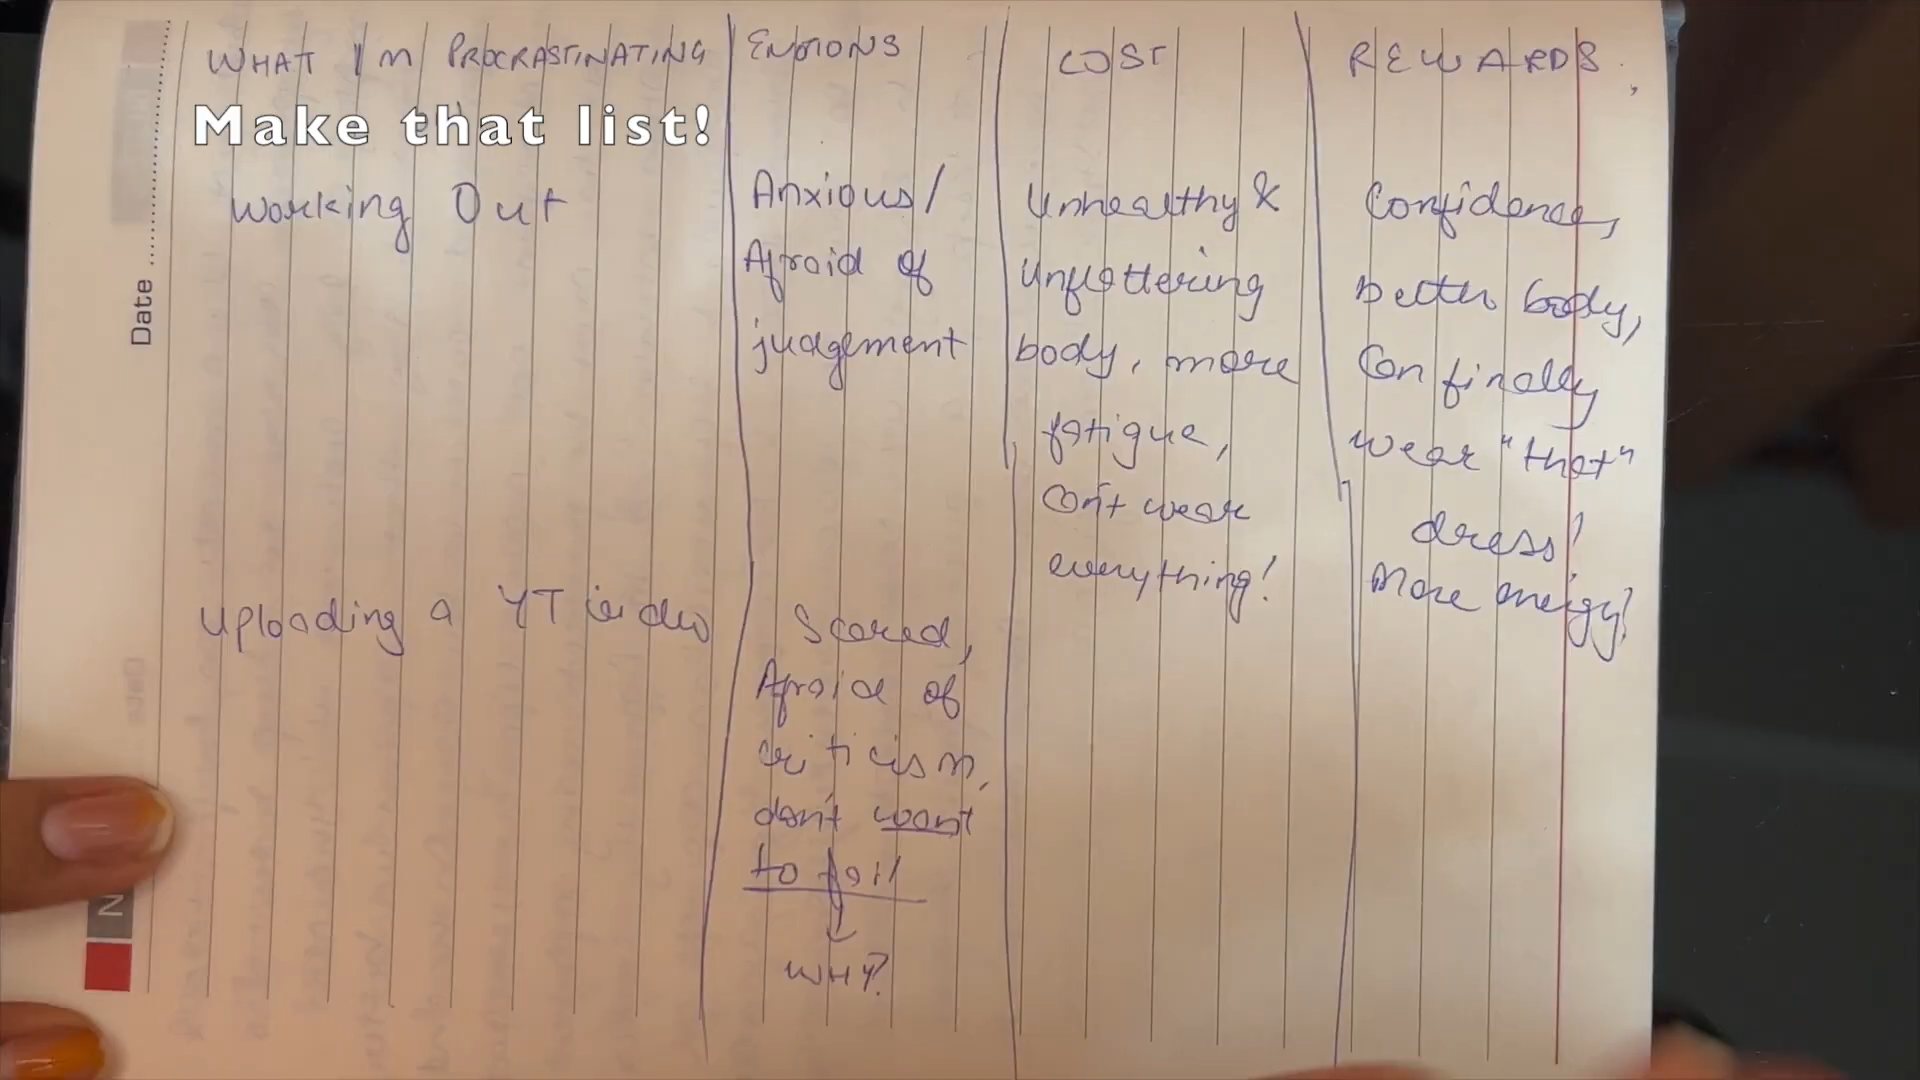 WHAT I'm PROCRASTINATING
EMOTIONS
COST
REWARDS
Make that list!
Working Out
Anxious/
Afraid of
judgement
Unhealthy &
unflattering
body, more
fatigue,
Can't wear
everything!
Confidence,
better body,
Can finally
wear "that"
dress!
More energy!
Uploading a YT video
Scared,
Afraid of
criticism,
don't want
to fail
WHY?
Date
N
Date